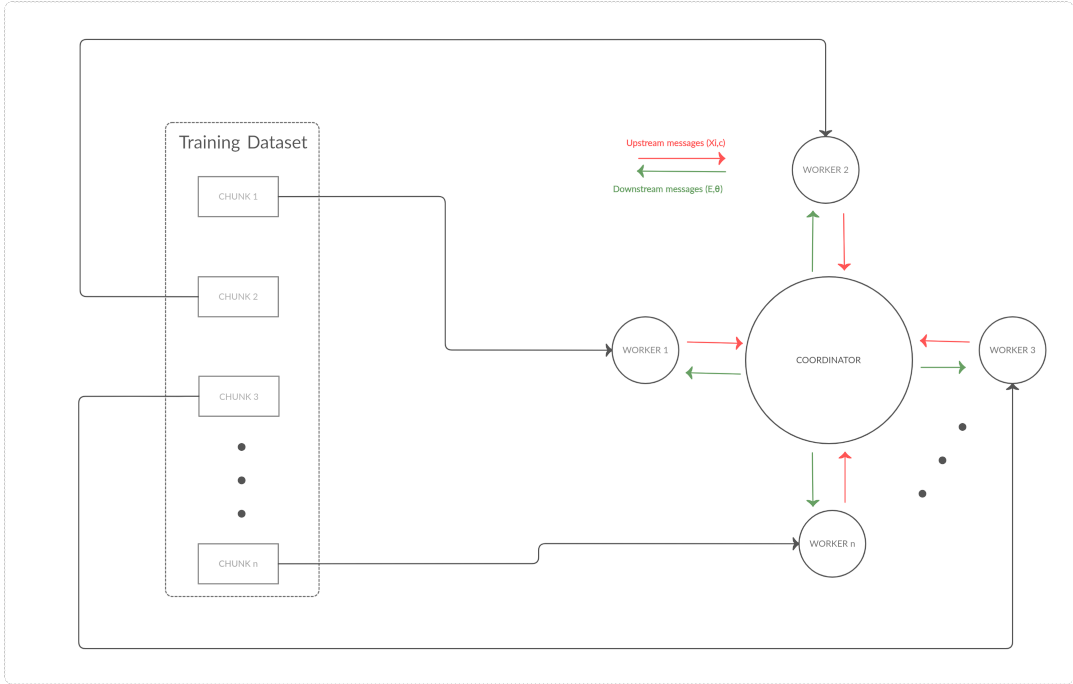 Training Dataset
CHUNK 1
CHUNK 2
CHUNK 3
CHUNK n
Upstream messages (Xi,c)
Downstream messages (E,θ)
WORKER 2
WORKER 1
COORDINATOR
WORKER 3
WORKER n